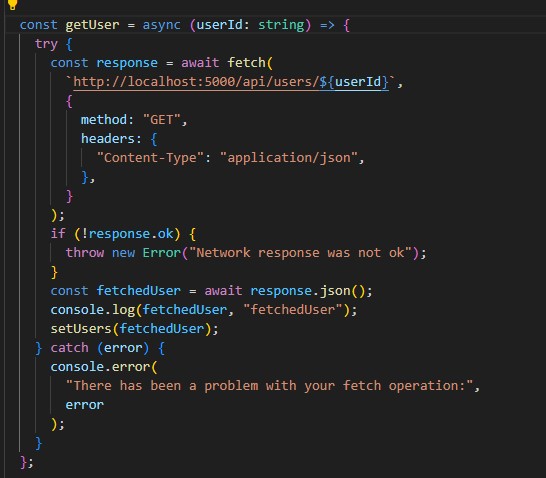 const getUser = async (userId: string) => {
  try {
    const response = await fetch(
      `http://localhost:5000/api/users/${userId}`,
      {
        method: "GET",
        headers: {
          "Content-Type": "application/json",
        },
      }
    );
    if (!response.ok) {
      throw new Error("Network response was not ok");
    }
    const fetchedUser = await response.json();
    console.log(fetchedUser, "fetchedUser");
    setUsers(fetchedUser);
  } catch (error) {
    console.error(
      "There has been a problem with your fetch operation:",
      error
    );
  }
};